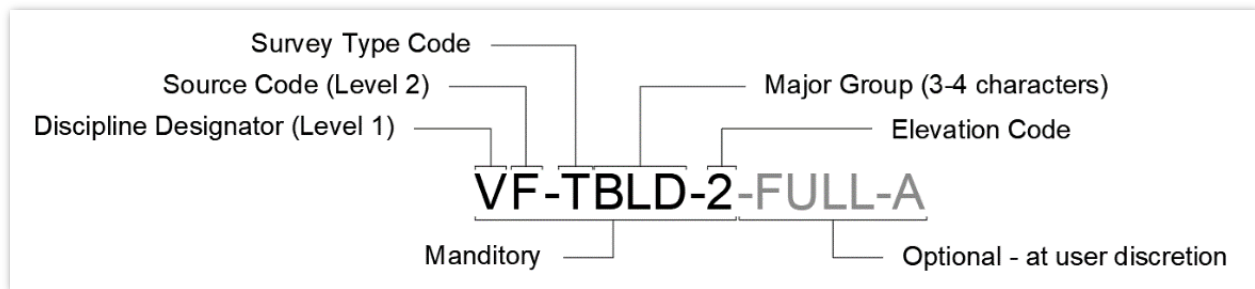 Survey Type Code
Source Code (Level 2)
Major Group (3-4 characters)
Discipline Designator (Level 1)
Elevation Code
VF-TBLD-2-FULL-A
Manditory
Optional - at user discretion